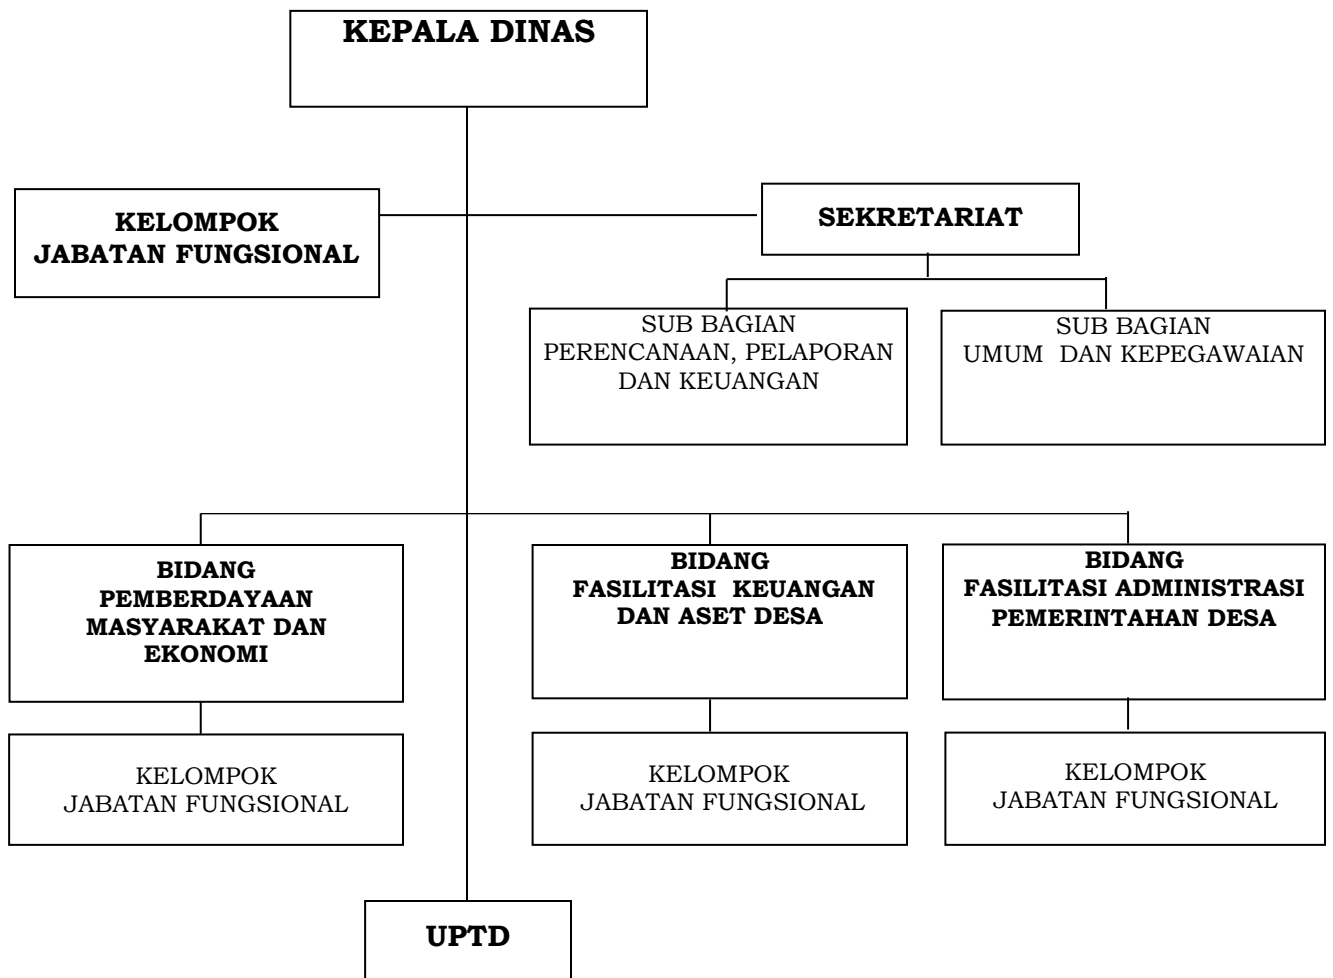 KEPALA DINAS
KELOMPOK
JABATAN FUNGSIONAL
SEKRETARIAT
SUB BAGIAN
PERENCANAAN, PELAPORAN
DAN KEUANGAN
SUB BAGIAN
UMUM  DAN KEPEGAWAIAN
BIDANG
PEMBERDAYAAN
MASYARAKAT DAN
EKONOMI
BIDANG
FASILITASI  KEUANGAN
DAN ASET DESA
BIDANG
FASILITASI ADMINISTRASI
PEMERINTAHAN DESA
KELOMPOK
JABATAN FUNGSIONAL
KELOMPOK
JABATAN FUNGSIONAL
KELOMPOK
JABATAN FUNGSIONAL
UPTD